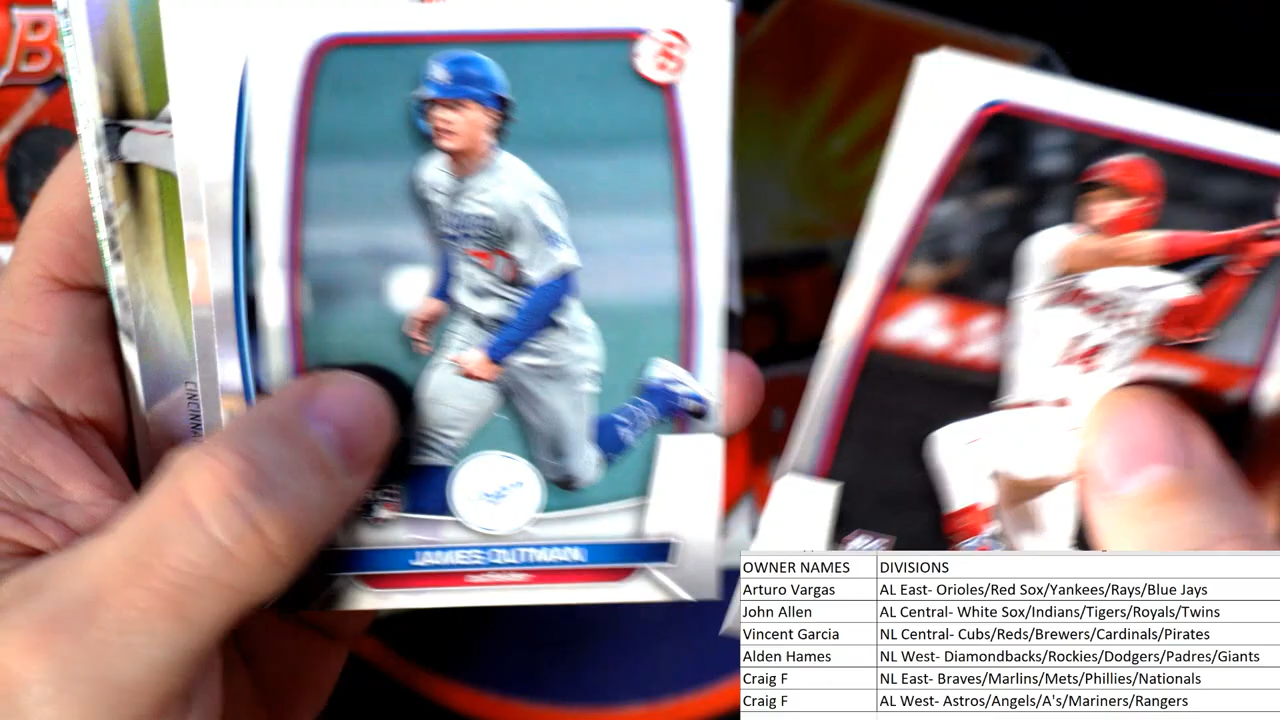 B
CINCINNA
JAMES OUTMAN
OWNER NAMES DIVISIONS
Arturo Vargas AL East- Orioles/Red Sox/Yankees/Rays/Blue Jays
John Allen AL Central- White Sox/Indians/Tigers/Royals/Twins
Vincent Garcia NL Central- Cubs/Reds/Brewers/Cardinals/Pirates
Alden Hames NL West- Diamondbacks/Rockies/Dodgers/Padres/Giants
Craig F NL East- Braves/Marlins/Mets/Phillies/Nationals
Craig F AL West- Astros/Angels/A's/Mariners/Rangers